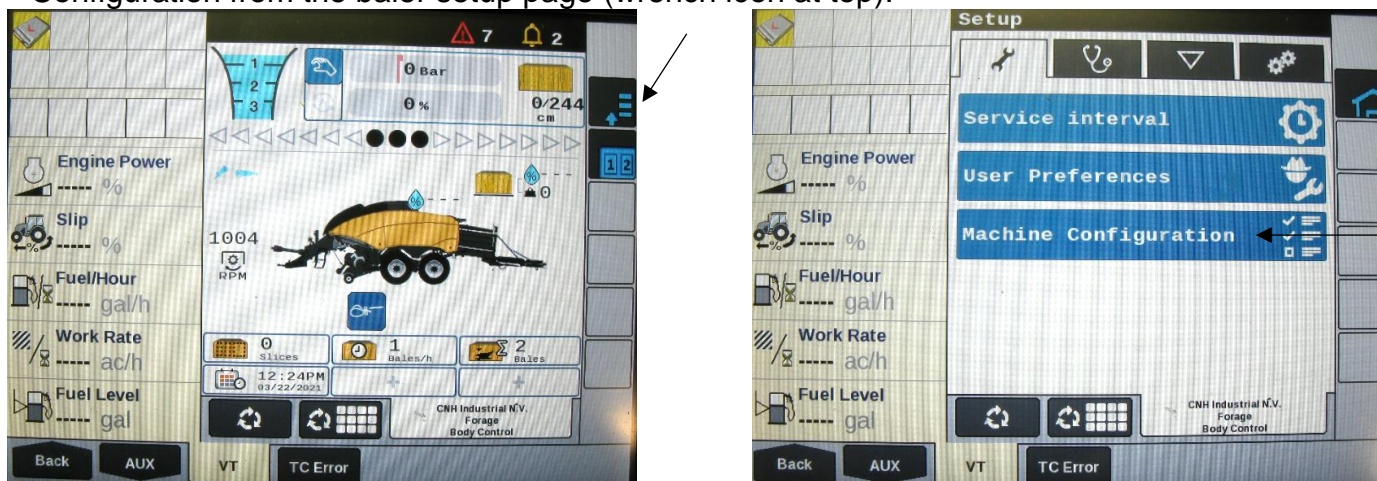 Configuration from the baler setup page (wrench icon at top).
7
2
1
2
3
0 Bar
0 %
0/244
cm
1 2
Engine Power
---- %
Slip
---- %
Fuel/Hour
---- gal/h
Work Rate
---- ac/h
Fuel Level
---- gal
%
---
%
---
0
1004
RPM
0
Slices
1
Bales/h
Σ 2
Bales
12:24PM
03/22/2021
+
+
CNH Industrial N.V.
Forage
Body Control
Back
AUX
VT
TC Error
Setup
Service interval
User Preferences
Machine Configuration
Engine Power
---- %
Slip
---- %
Fuel/Hour
---- gal/h
Work Rate
---- ac/h
Fuel Level
---- gal
CNH Industrial N.V.
Forage
Body Control
Back
AUX
VT
TC Error